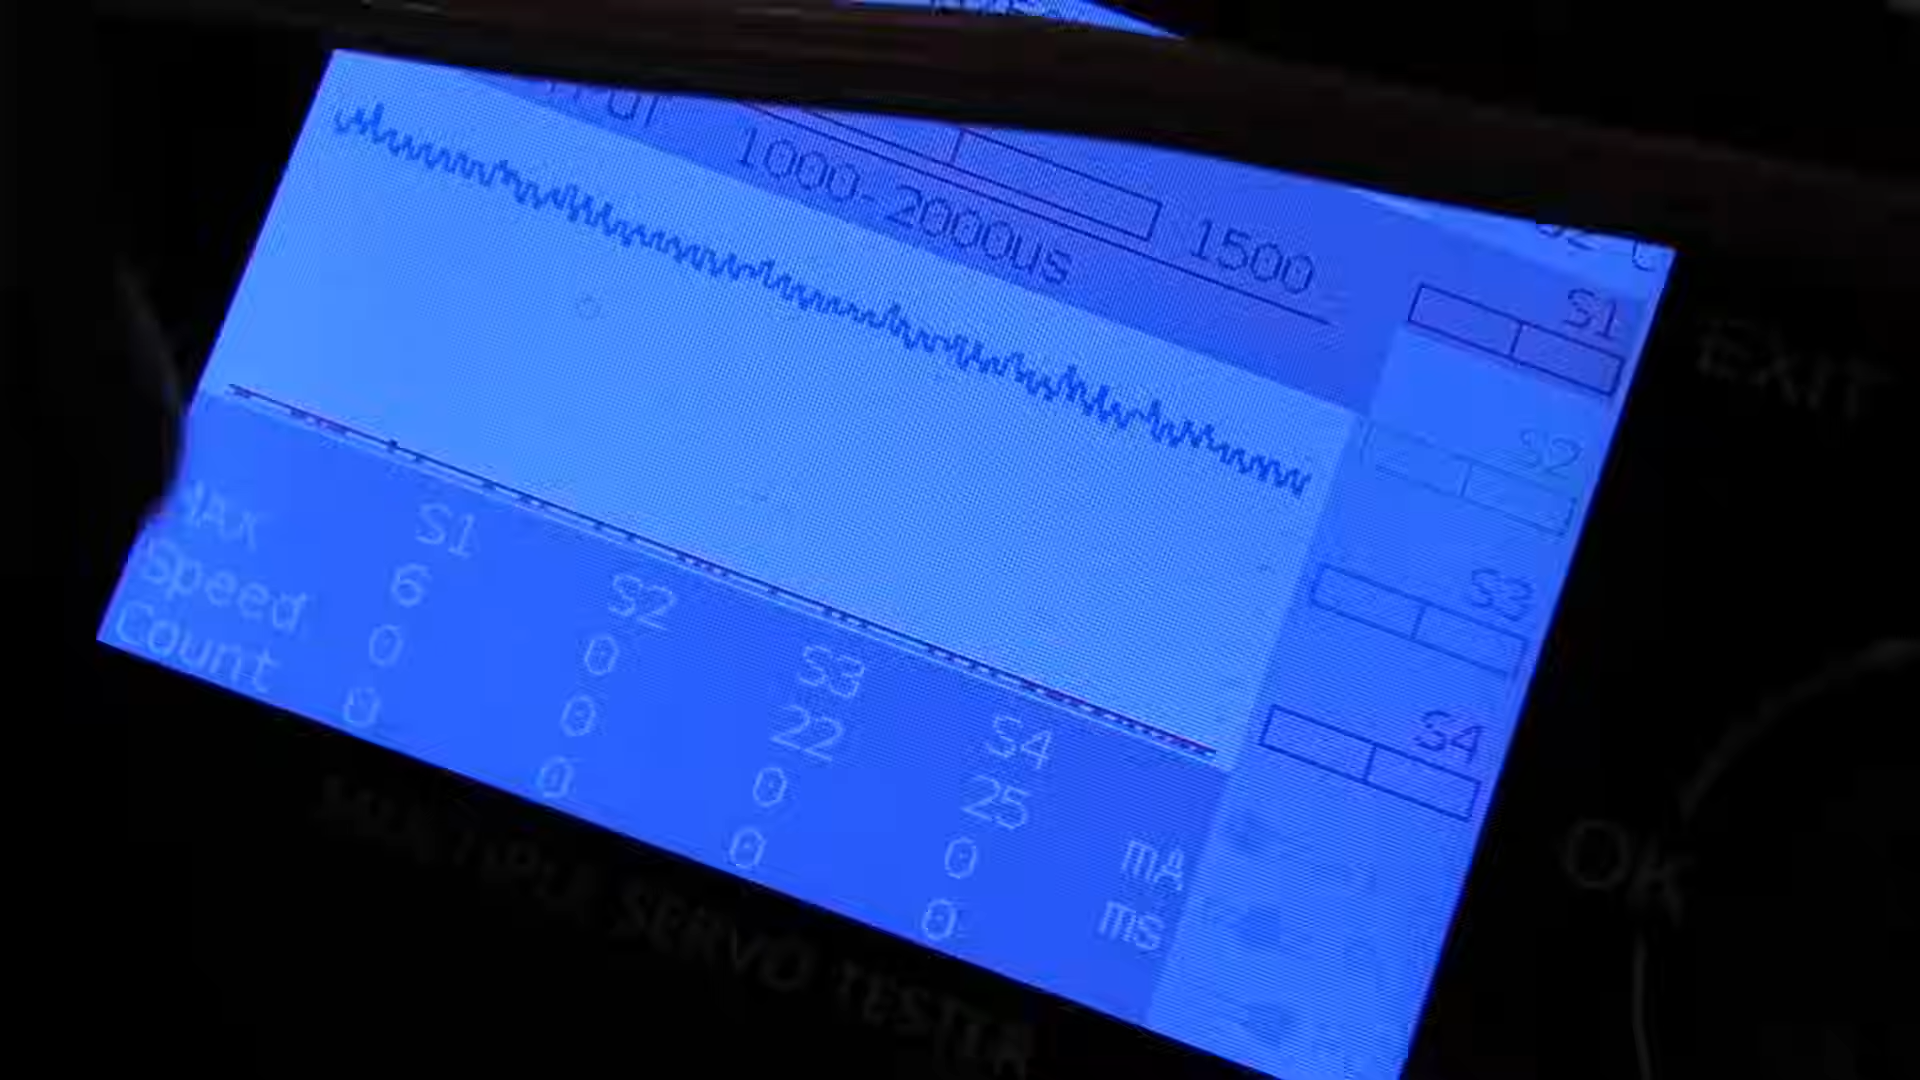 1500
1000-2000us
S1
S2
S3
S4
S1 S2 S3 S4
MAX 6 0 22 25 mA
Speed 0 0 0 0 ms
Count 0 0 0 0
EXIT
OK
MULTIPLE SERVO TESTER